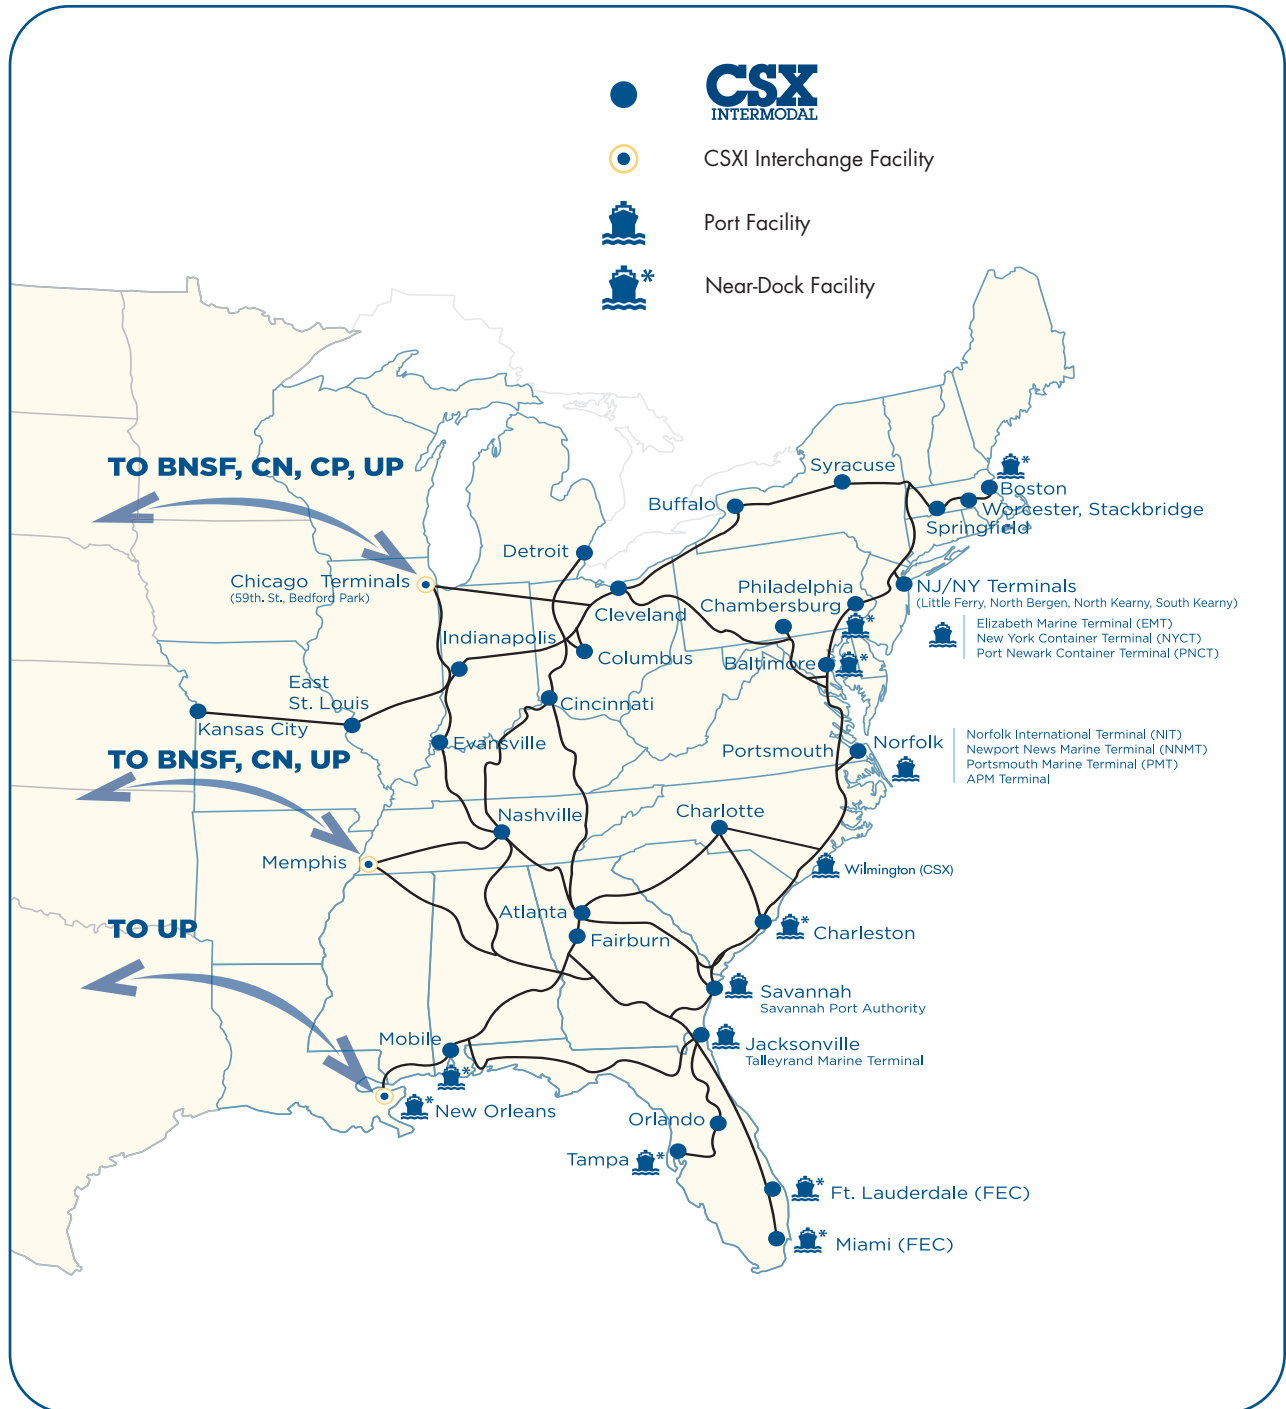 CSX
INTERMODAL
CSXI Interchange Facility
Port Facility
*
Near-Dock Facility
TO BNSF, CN, CP, UP
Syracuse
*
Boston
Buffalo
Worcester, Stackbridge
Springfield
Detroit
Chicago Terminals
(59th. St., Bedford Park)
Philadelphia
Chambersburg
NJ/NY Terminals
(Little Ferry, North Bergen, North Kearny, South Kearny)
Cleveland
*
Elizabeth Marine Terminal (EMT)
New York Container Terminal (NYCT)
Port Newark Container Terminal (PNCT)
Indianapolis
Columbus
Baltimore
*
East
St. Louis
Cincinnati
Kansas City
Evansville
Portsmouth
Norfolk
Norfolk International Terminal (NIT)
Newport News Marine Terminal (NNMT)
Portsmouth Marine Terminal (PMT)
APM Terminal
TO BNSF, CN, UP
Nashville
Charlotte
Memphis
Wilmington (CSX)
Atlanta
*
Charleston
TO UP
Fairburn
Savannah
Savannah Port Authority
Mobile
Jacksonville
Talleyrand Marine Terminal
*
*
New Orleans
Orlando
Tampa
*
*
Ft. Lauderdale (FEC)
*
Miami (FEC)